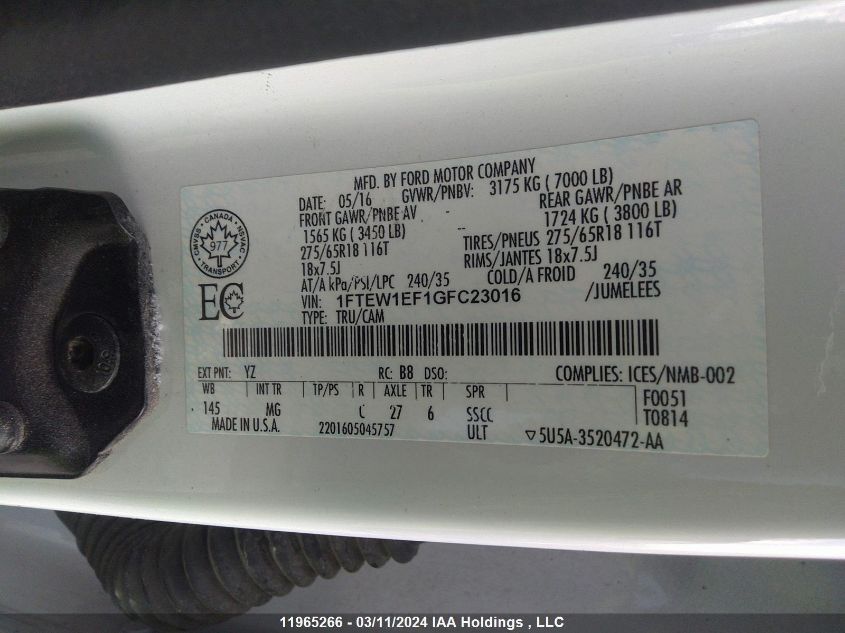 MFD. BY FORD MOTOR COMPANY
DATE: 05/16 GVWR/PNBV: 3175 KG ( 7000 LB)
FRONT GAWR/PNBE AV REAR GAWR/PNBE AR
1565 KG ( 3450 LB) 1724 KG ( 3800 LB)
275/65R18 116T TIRES/PNEUS 275/65R18 116T
18x7.5J RIMS/JANTES 18x7.5J
AT/A kPa/PSI/LPC 240/35 COLD/A FROID 240/35
VIN: 1FTEW1EF1GFC23016 /JUMELEES
TYPE: TRU/CAM
CANADA
CMVSS NSVAC
977
TRANSPORT
EC
EXT PNT: YZ RC: B8 DSO: COMPLIES: ICES/NMB-002
WB INT TR TP/PS R AXLE TR SPR F0051
145 MG C 27 6 SSCC T0814
MADE IN U.S.A. 2201605045757 ULT ▽5U5A-3520472-AA
11965266 - 03/11/2024 IAA Holdings , LLC